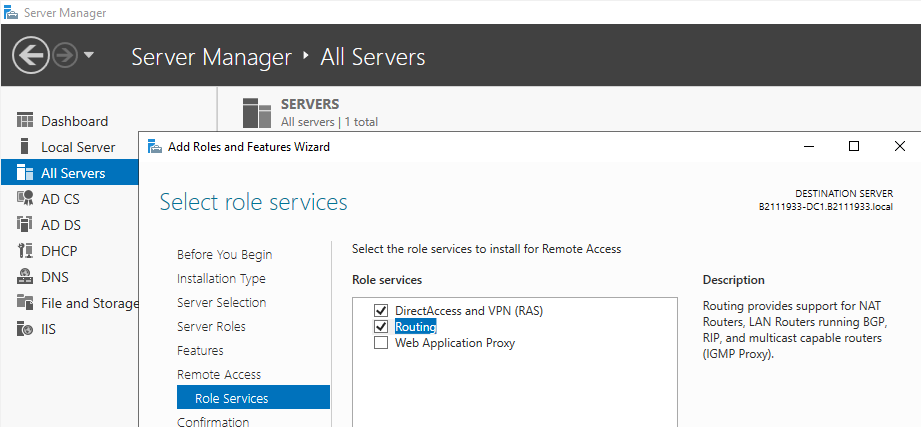 Server Manager
Server Manager ‣ All Servers
Dashboard
Local Server
All Servers
AD CS
AD DS
DHCP
DNS
File and Storage
IIS
SERVERS
All servers | 1 total
Add Roles and Features Wizard
Select role services
DESTINATION SERVER
B2111933-DC1.B2111933.local
Before You Begin
Installation Type
Server Selection
Server Roles
Features
Remote Access
Role Services
Confirmation
Select the role services to install for Remote Access
Role services
DirectAccess and VPN (RAS)
Routing
Web Application Proxy
Description
Routing provides support for NAT
Routers, LAN Routers running BGP,
RIP, and multicast capable routers
(IGMP Proxy).